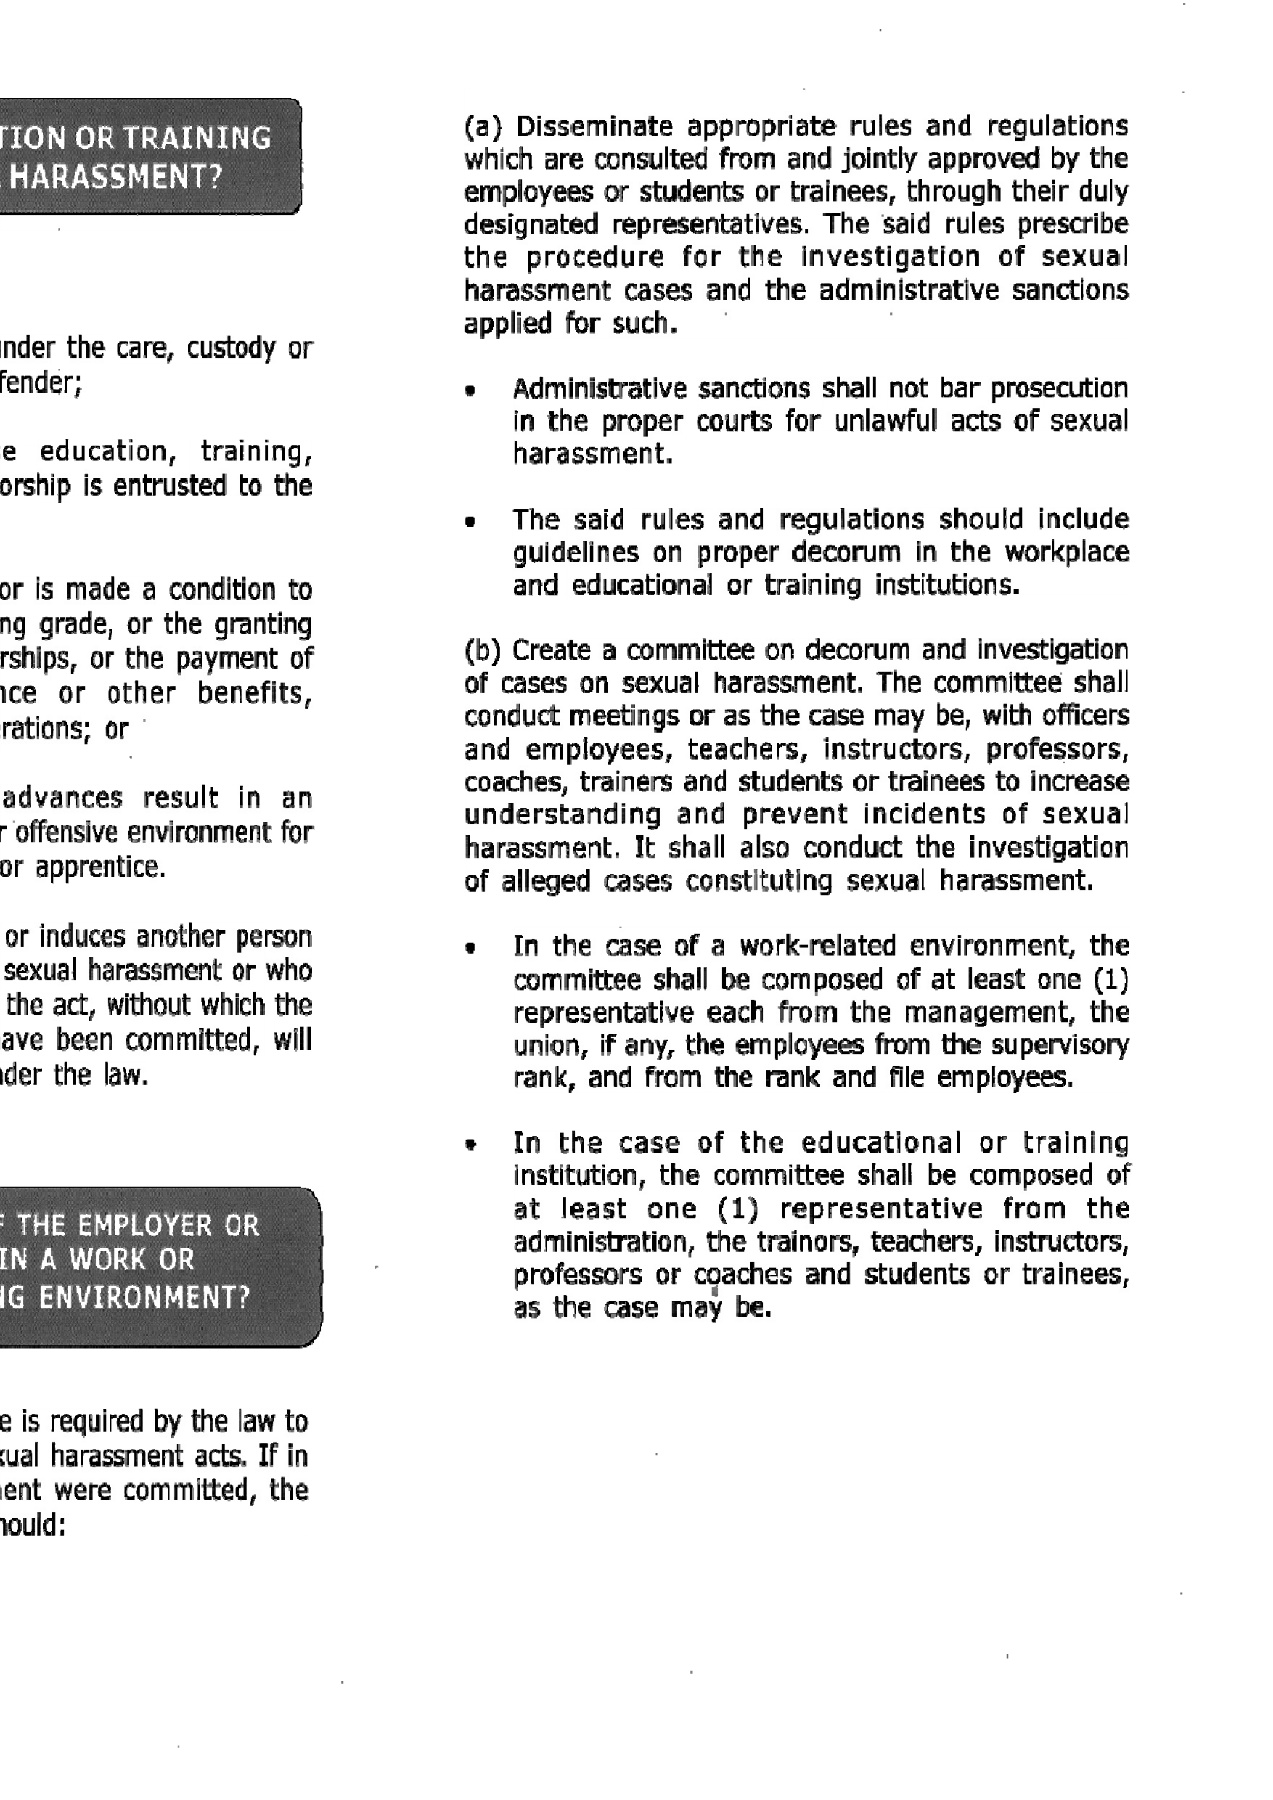 TION OR TRAINING
HARASSMENT?
under the care, custody or
fender;
e education, training,
orship is entrusted to the
or is made a condition to
ng grade, or the granting
rships, or the payment of
nce or other benefits,
rations; or
advances result in an
r offensive environment for
or apprentice.
or induces another person
sexual harassment or who
the act, without which the
ave been committed, will
nder the law.
F THE EMPLOYER OR
IN A WORK OR
NG ENVIRONMENT?
e is required by the law to
xual harassment acts. If in
ment were committed, the
hould:
(a) Disseminate appropriate rules and regulations
which are consulted from and jointly approved by the
employees or students or trainees, through their duly
designated representatives. The said rules prescribe
the procedure for the investigation of sexual
harassment cases and the administrative sanctions
applied for such.
• Administrative sanctions shall not bar prosecution
in the proper courts for unlawful acts of sexual
harassment.
• The said rules and regulations should include
guidelines on proper decorum in the workplace
and educational or training institutions.
(b) Create a committee on decorum and investigation
of cases on sexual harassment. The committee shall
conduct meetings or as the case may be, with officers
and employees, teachers, instructors, professors,
coaches, trainers and students or trainees to increase
understanding and prevent incidents of sexual
harassment. It shall also conduct the investigation
of alleged cases constituting sexual harassment.
• In the case of a work-related environment, the
committee shall be composed of at least one (1)
representative each from the management, the
union, if any, the employees from the supervisory
rank, and from the rank and file employees.
• In the case of the educational or training
institution, the committee shall be composed of
at least one (1) representative from the
administration, the trainors, teachers, instructors,
professors or coaches and students or trainees,
as the case may be.